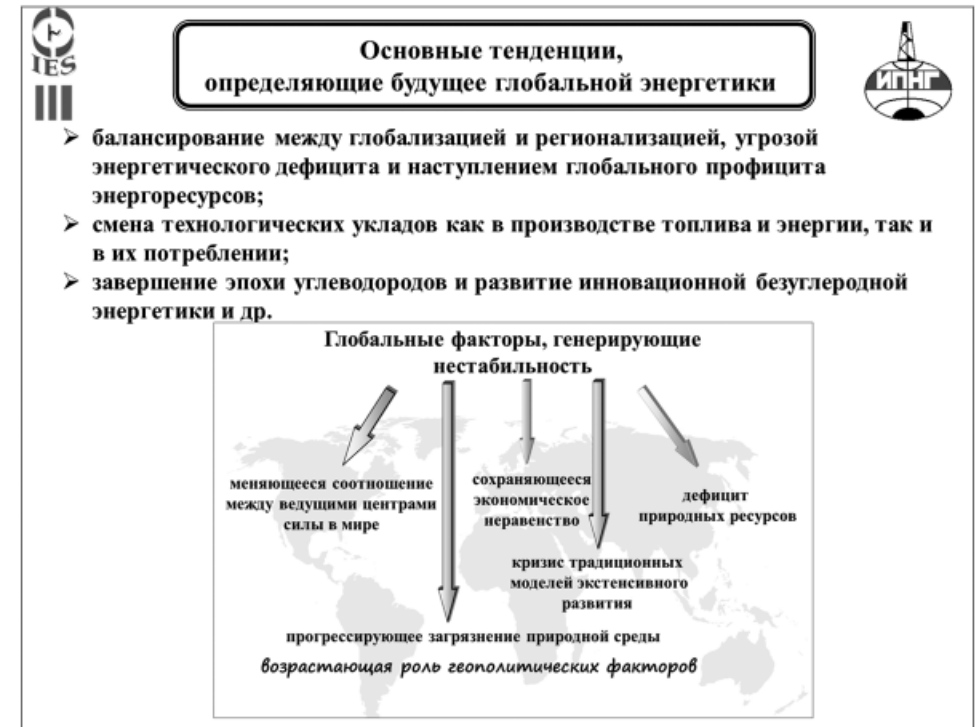 IES
Основные тенденции,
определяющие будущее глобальной энергетики
ИПНГ
➢ балансирование между глобализацией и регионализацией, угрозой
энергетического дефицита и наступлением глобального профицита
энергоресурсов;
➢ смена технологических укладов как в производстве топлива и энергии, так и
в их потреблении;
➢ завершение эпохи углеводородов и развитие инновационной безуглеродной
энергетики и др.
Глобальные факторы, генерирующие
нестабильность
меняющееся соотношение
между ведущими центрами
силы в мире
сохраняющееся
экономическое
неравенство
дефицит
природных ресурсов
кризис традиционных
моделей экстенсивного
развития
прогрессирующее загрязнение природной среды
возрастающая роль геополитических факторов